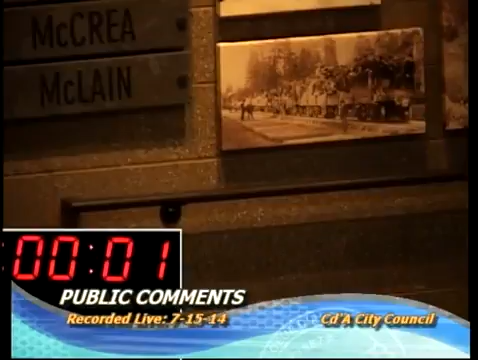 McCREA
McLAIN
00:01
PUBLIC COMMENTS
Recorded Live: 7-15-14
Cd'A City Council